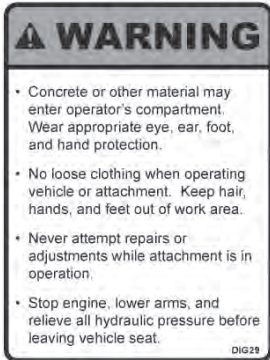 WARNING
• Concrete or other material may
enter operator's compartment.
Wear appropriate eye, ear, foot,
and hand protection.
• No loose clothing when operating
vehicle or attachment. Keep hair,
hands, and feet out of work area.
• Never attempt repairs or
adjustments while attachment is in
operation.
• Stop engine, lower arms, and
relieve all hydraulic pressure before
leaving vehicle seat.
DIG29